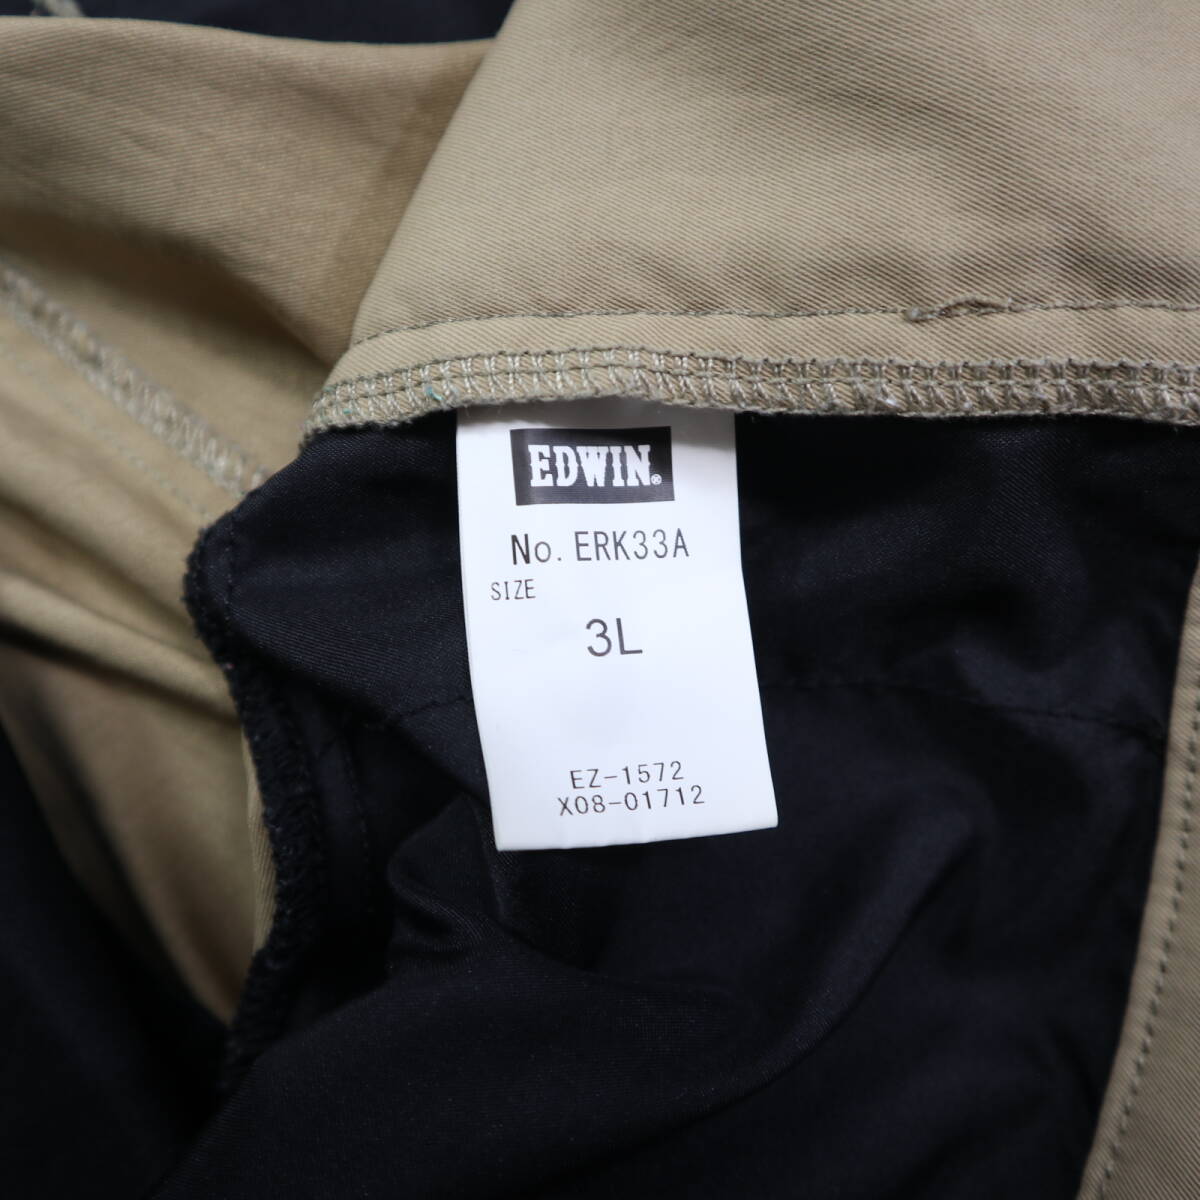 EDWIN®
No. ERK33A
SIZE
3L
EZ-1572
X08-01712